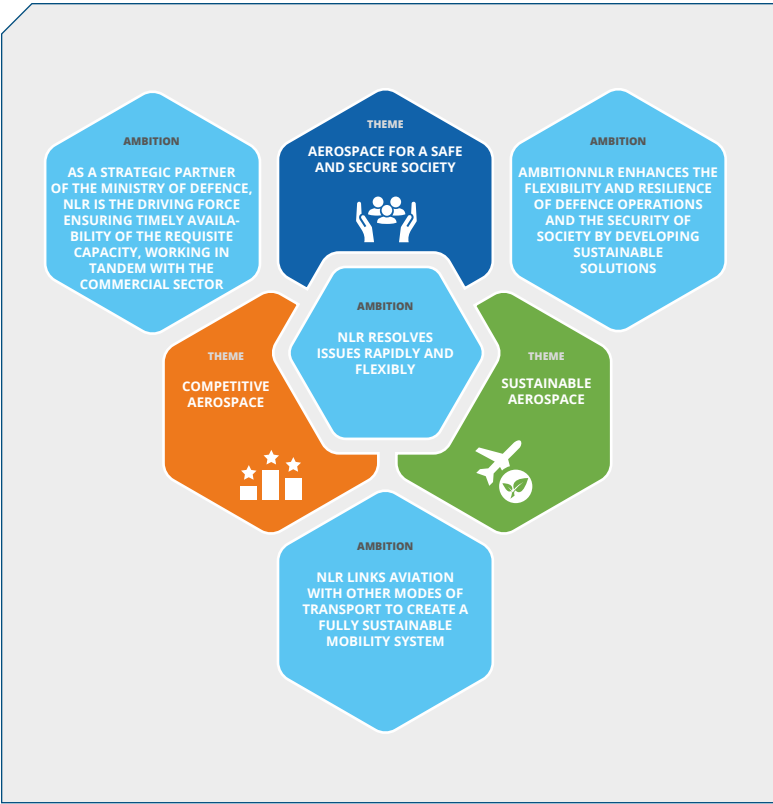 AMBITION
AS A STRATEGIC PARTNER
OF THE MINISTRY OF DEFENCE,
NLR IS THE DRIVING FORCE
ENSURING TIMELY AVAILA-
BILITY OF THE REQUISITE
CAPACITY, WORKING IN
TANDEM WITH THE
COMMERCIAL SECTOR
THEME
AEROSPACE FOR A SAFE
AND SECURE SOCIETY
AMBITION
AMBITIONNLR ENHANCES THE
FLEXIBILITY AND RESILIENCE
OF DEFENCE OPERATIONS
AND THE SECURITY OF
SOCIETY BY DEVELOPING
SUSTAINABLE
SOLUTIONS
AMBITION
NLR RESOLVES
ISSUES RAPIDLY AND
FLEXIBLY
THEME
COMPETITIVE
AEROSPACE
THEME
SUSTAINABLE
AEROSPACE
AMBITION
NLR LINKS AVIATION
WITH OTHER MODES OF
TRANSPORT TO CREATE A
FULLY SUSTAINABLE
MOBILITY SYSTEM